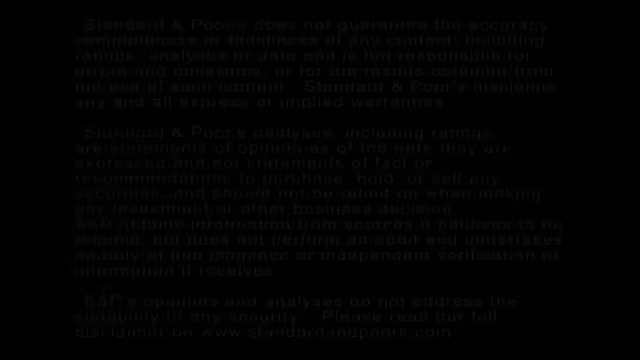 Standard & Poor's does not guarantee the accuracy
completeness or timeliness of any content, including
ratings, analyses or data and is not responsible for
errors and omissions, or for the results obtained from
the use of such content. Standard & Poor's disclaims
any and all express or implied warranties
Standard & Poor's analyses, including ratings
are statements of opinion as of the date they are
expressed and not statements of fact or
recommendations to purchase, hold, or sell any
securities, and should not be relied on when making
any investment or other business decision
S&P obtains information from sources it believes to be
reliable, but does not perform an audit and undertakes
no duty of due diligence or independent verification of
information it receives
S&P's opinions and analyses do not address the
suitability of any security. Please read our full
disclaimer on www.standardandpoors.com